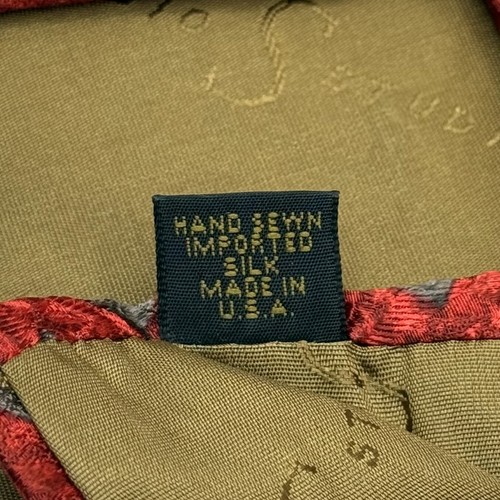 HAND SEWN
IMPORTED
SILK
MADE IN
U.S.A.